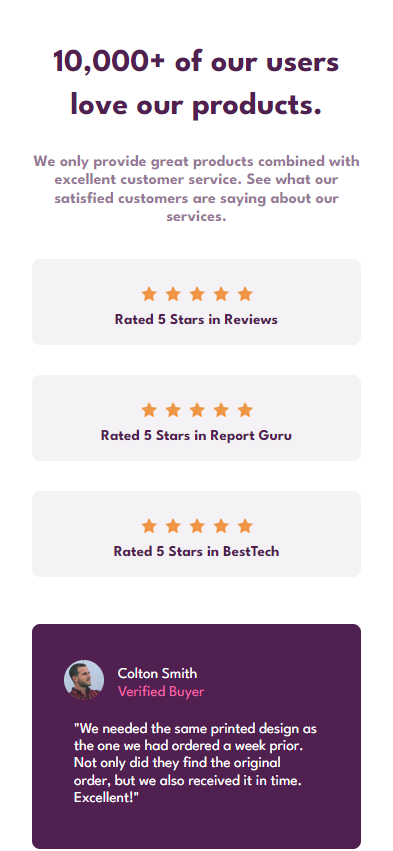 10,000+ of our users
love our products.
We only provide great products combined with
excellent customer service. See what our
satisfied customers are saying about our
services.
Rated 5 Stars in Reviews
Rated 5 Stars in Report Guru
Rated 5 Stars in BestTech
Colton Smith
Verified Buyer
"We needed the same printed design as
the one we had ordered a week prior.
Not only did they find the original
order, but we also received it in time.
Excellent!"